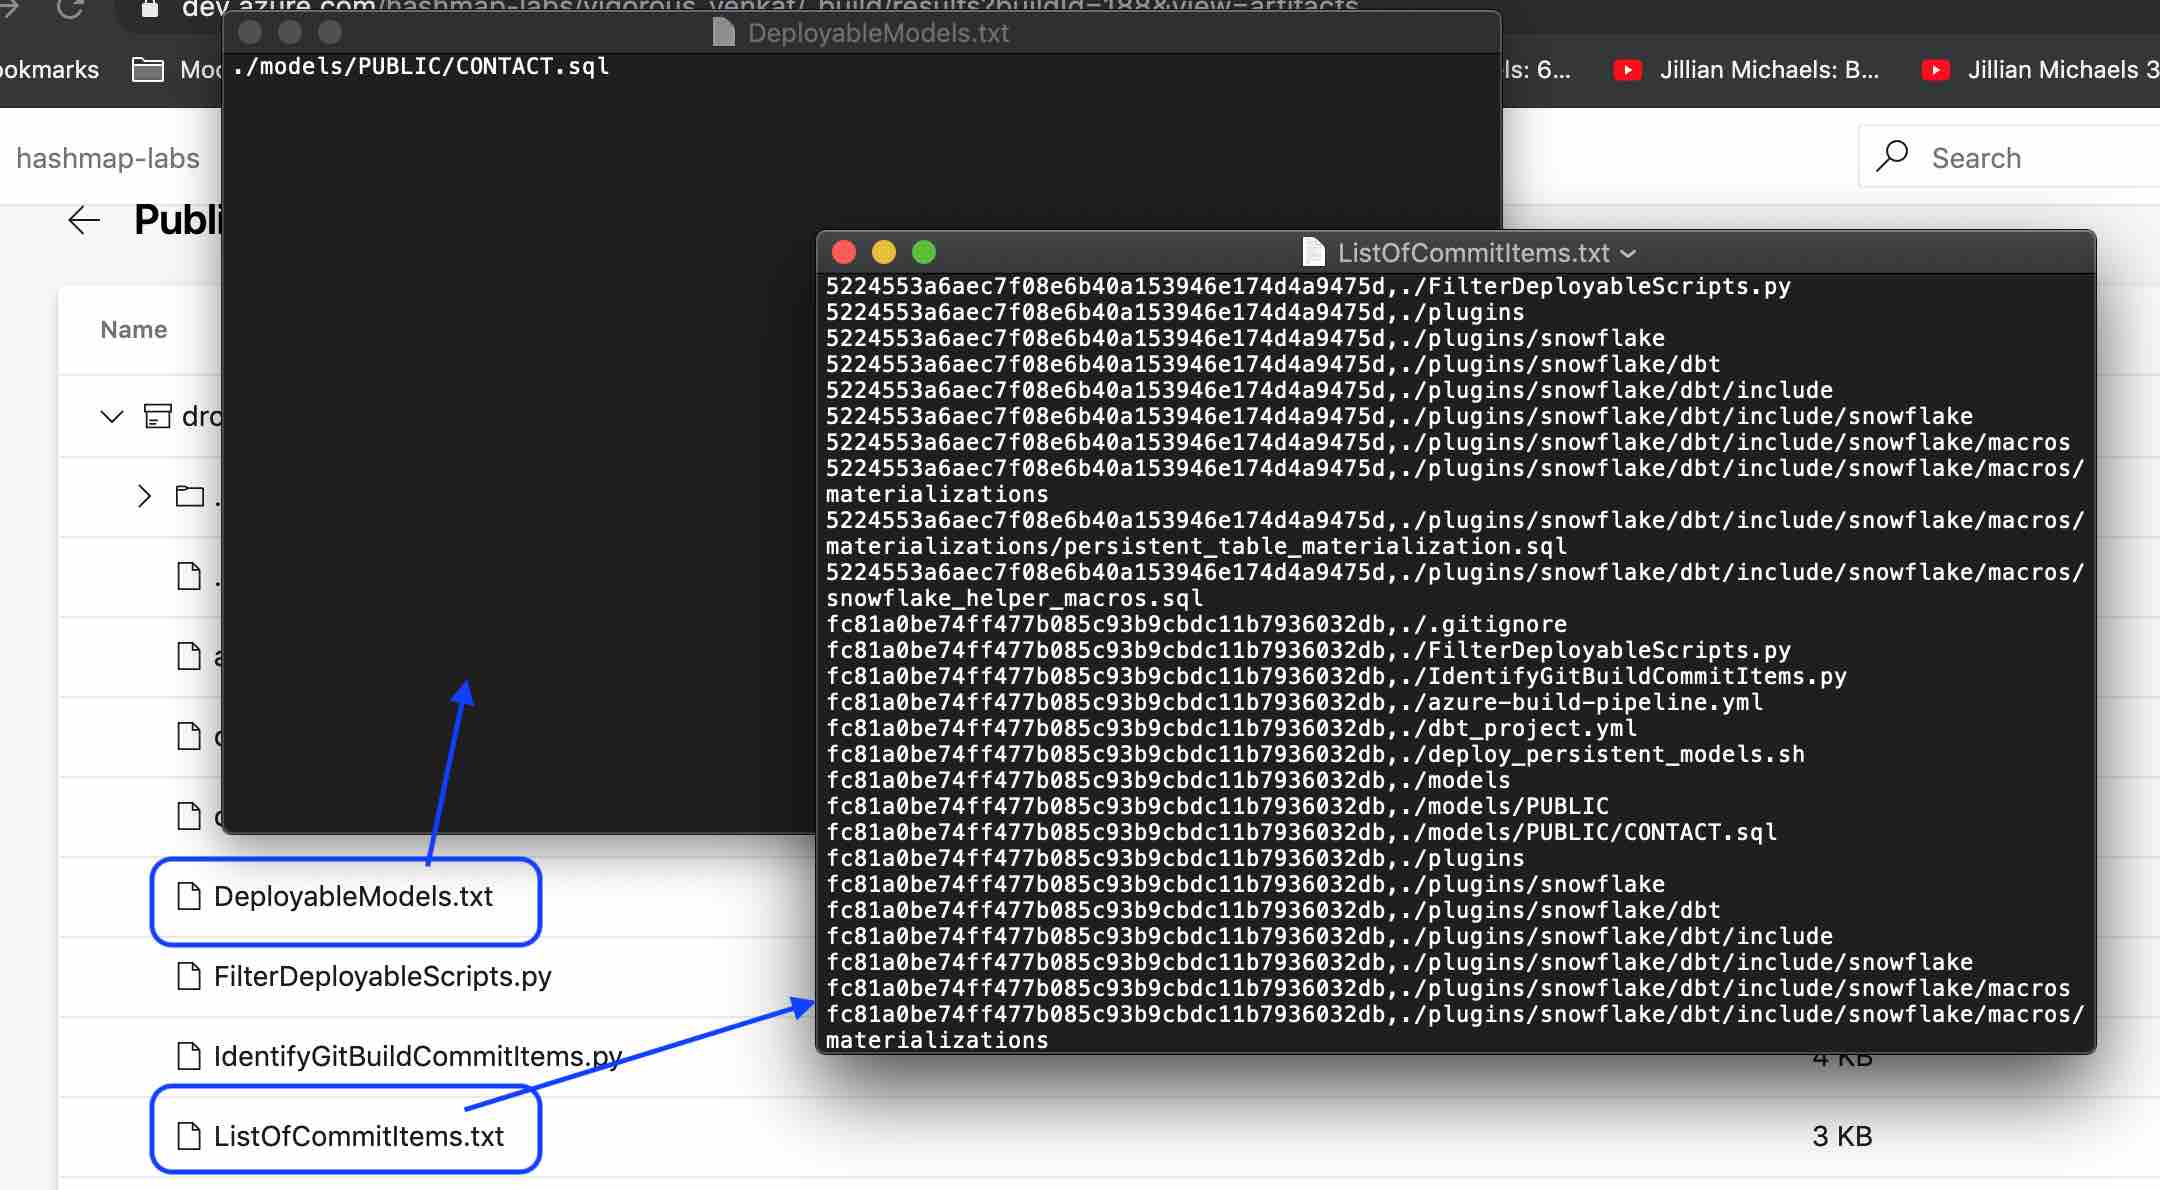 dev.azure.com/hashmap-labs/vigorous_venkat/_build/results?buildId=188&view=artifacts
ookmarks
ls: 6...
Jillian Michaels: B...
Jillian Michaels 3
DeployableModels.txt
./models/PUBLIC/CONTACT.sql
hashmap-labs
Search
Publi
Name
dro
ListOfCommitItems.txt
5224553a6aec7f08e6b40a153946e174d4a9475d,./FilterDeployableScripts.py
5224553a6aec7f08e6b40a153946e174d4a9475d,./plugins
5224553a6aec7f08e6b40a153946e174d4a9475d,./plugins/snowflake
5224553a6aec7f08e6b40a153946e174d4a9475d,./plugins/snowflake/dbt
5224553a6aec7f08e6b40a153946e174d4a9475d,./plugins/snowflake/dbt/include
5224553a6aec7f08e6b40a153946e174d4a9475d,./plugins/snowflake/dbt/include/snowflake
5224553a6aec7f08e6b40a153946e174d4a9475d,./plugins/snowflake/dbt/include/snowflake/macros
5224553a6aec7f08e6b40a153946e174d4a9475d,./plugins/snowflake/dbt/include/snowflake/macros/
materializations
5224553a6aec7f08e6b40a153946e174d4a9475d,./plugins/snowflake/dbt/include/snowflake/macros/
materializations/persistent_table_materialization.sql
5224553a6aec7f08e6b40a153946e174d4a9475d,./plugins/snowflake/dbt/include/snowflake/macros/
snowflake_helper_macros.sql
fc81a0be74ff477b085c93b9cbdc11b7936032db,./.gitignore
fc81a0be74ff477b085c93b9cbdc11b7936032db,./FilterDeployableScripts.py
fc81a0be74ff477b085c93b9cbdc11b7936032db,./IdentifyGitBuildCommitItems.py
fc81a0be74ff477b085c93b9cbdc11b7936032db,./azure-build-pipeline.yml
fc81a0be74ff477b085c93b9cbdc11b7936032db,./dbt_project.yml
fc81a0be74ff477b085c93b9cbdc11b7936032db,./deploy_persistent_models.sh
fc81a0be74ff477b085c93b9cbdc11b7936032db,./models
fc81a0be74ff477b085c93b9cbdc11b7936032db,./models/PUBLIC
fc81a0be74ff477b085c93b9cbdc11b7936032db,./models/PUBLIC/CONTACT.sql
fc81a0be74ff477b085c93b9cbdc11b7936032db,./plugins
fc81a0be74ff477b085c93b9cbdc11b7936032db,./plugins/snowflake
fc81a0be74ff477b085c93b9cbdc11b7936032db,./plugins/snowflake/dbt
fc81a0be74ff477b085c93b9cbdc11b7936032db,./plugins/snowflake/dbt/include
fc81a0be74ff477b085c93b9cbdc11b7936032db,./plugins/snowflake/dbt/include/snowflake
fc81a0be74ff477b085c93b9cbdc11b7936032db,./plugins/snowflake/dbt/include/snowflake/macros
fc81a0be74ff477b085c93b9cbdc11b7936032db,./plugins/snowflake/dbt/include/snowflake/macros/
materializations
DeployableModels.txt
FilterDeployableScripts.py
IdentifyGitBuildCommitItems.py
4 KB
ListOfCommitItems.txt
3 KB